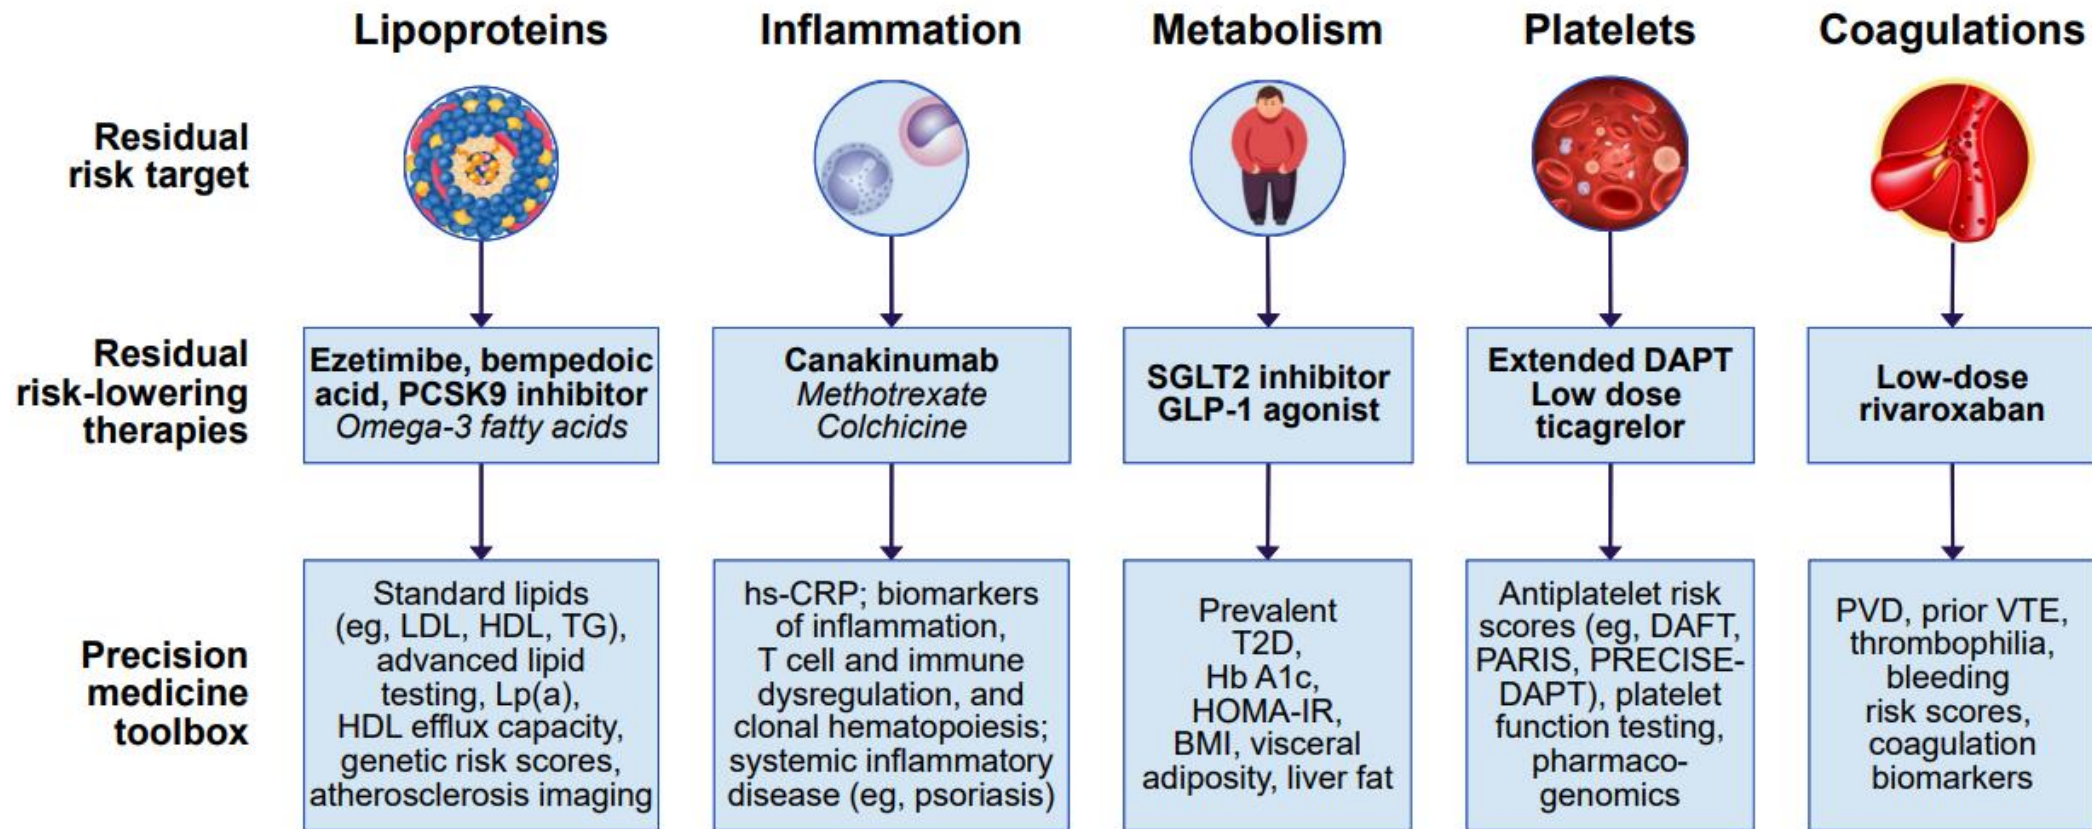 Lipoproteins
Inflammation
Metabolism
Platelets
Coagulations
Residual
risk target
Residual
risk-lowering
therapies
Ezetimibe, bempedoic
acid, PCSK9 inhibitor
Omega-3 fatty acids
Canakinumab
Methotrexate
Colchicine
SGLT2 inhibitor
GLP-1 agonist
Extended DAPT
Low dose
ticagrelor
Low-dose
rivaroxaban
Precision
medicine
toolbox
Standard lipids
(eg, LDL, HDL, TG),
advanced lipid
testing, Lp(a),
HDL efflux capacity,
genetic risk scores,
atherosclerosis imaging
hs-CRP; biomarkers
of inflammation,
T cell and immune
dysregulation, and
clonal hematopoiesis;
systemic inflammatory
disease (eg, psoriasis)
Prevalent
T2D,
Hb A1c,
HOMA-IR,
BMI, visceral
adiposity, liver fat
Antiplatelet risk
scores (eg, DAFT,
PARIS, PRECISE-
DAPT), platelet
function testing,
pharmaco-
genomics
PVD, prior VTE,
thrombophilia,
bleeding
risk scores,
coagulation
biomarkers